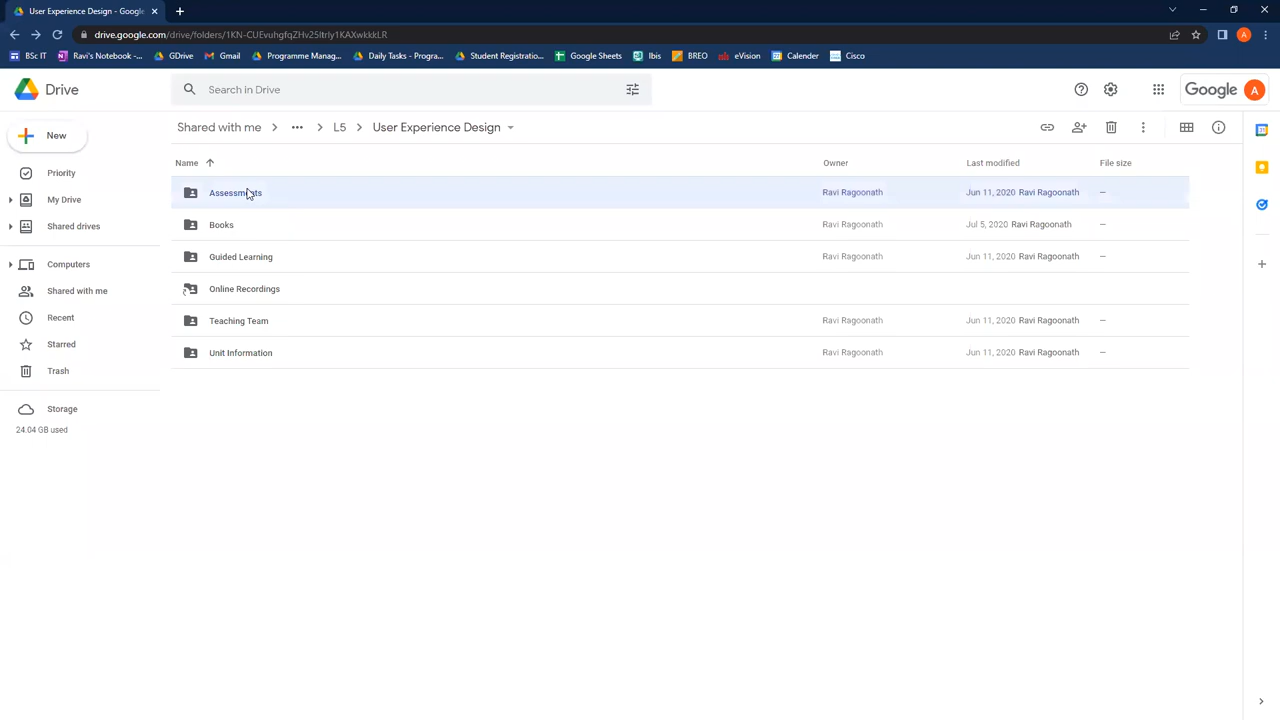 User Experience Design - Google
drive.google.com/drive/folders/1KN-CUEvuhgfqZHv25Itrly1KAXwkkkLR
A
BSc IT
Ravi's Notebook -...
GDrive
Gmail
Programme Manag...
Daily Tasks - Progra...
Student Registratio...
Google Sheets
Ibis
BREO
eVision
Calender
Cisco
Drive
Search in Drive
Google
A
New
Shared with me
L5
User Experience Design
Name
Owner
Last modified
File size
Priority
My Drive
Shared drives
Computers
Shared with me
Recent
Starred
Trash
Storage
24.04 GB used
Assessments
Ravi Ragoonath
Jun 11, 2020 Ravi Ragoonath
—
Books
Ravi Ragoonath
Jul 5, 2020 Ravi Ragoonath
—
Guided Learning
Ravi Ragoonath
Jun 11, 2020 Ravi Ragoonath
—
Online Recordings
Teaching Team
Ravi Ragoonath
Jun 11, 2020 Ravi Ragoonath
—
Unit Information
Ravi Ragoonath
Jun 11, 2020 Ravi Ragoonath
—